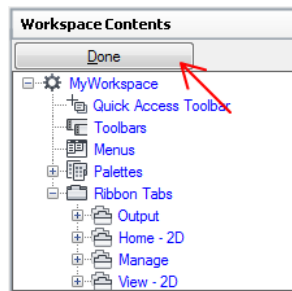 Workspace Contents
Done
MyWorkspace
Quick Access Toolbar
Toolbars
Menus
Palettes
Ribbon Tabs
Output
Home - 2D
Manage
View - 2D